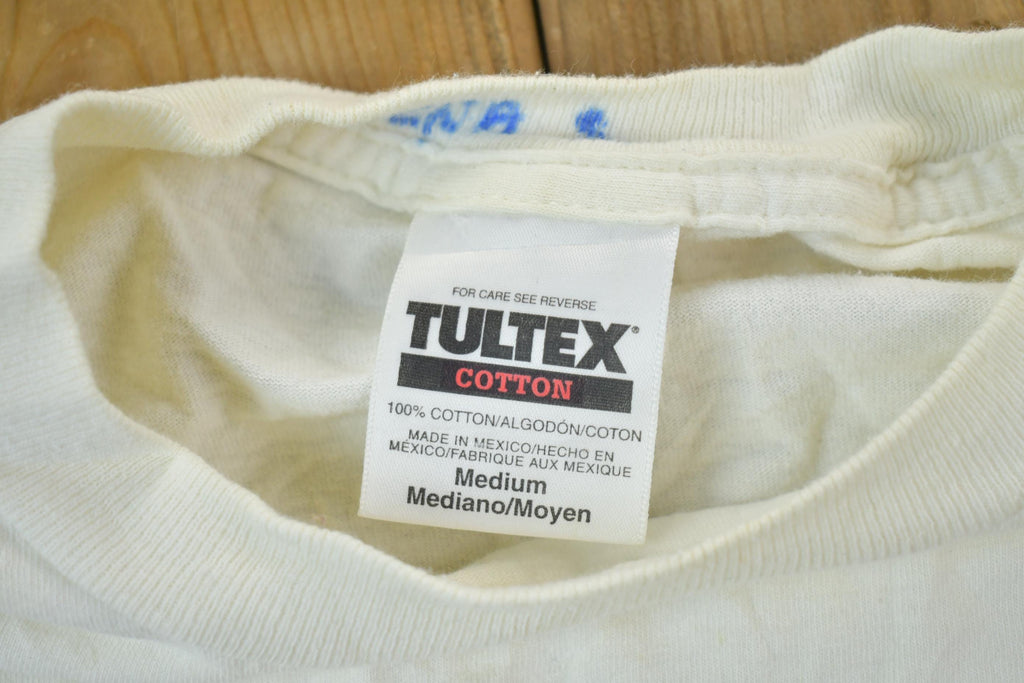 FOR CARE SEE REVERSE
TULTEX®
COTTON
100% COTTON/ALGODÓN/COTON
MADE IN MEXICO/HECHO EN
MÉXICO/FABRIQUE AUX MEXIQUE
Medium
Mediano/Moyen